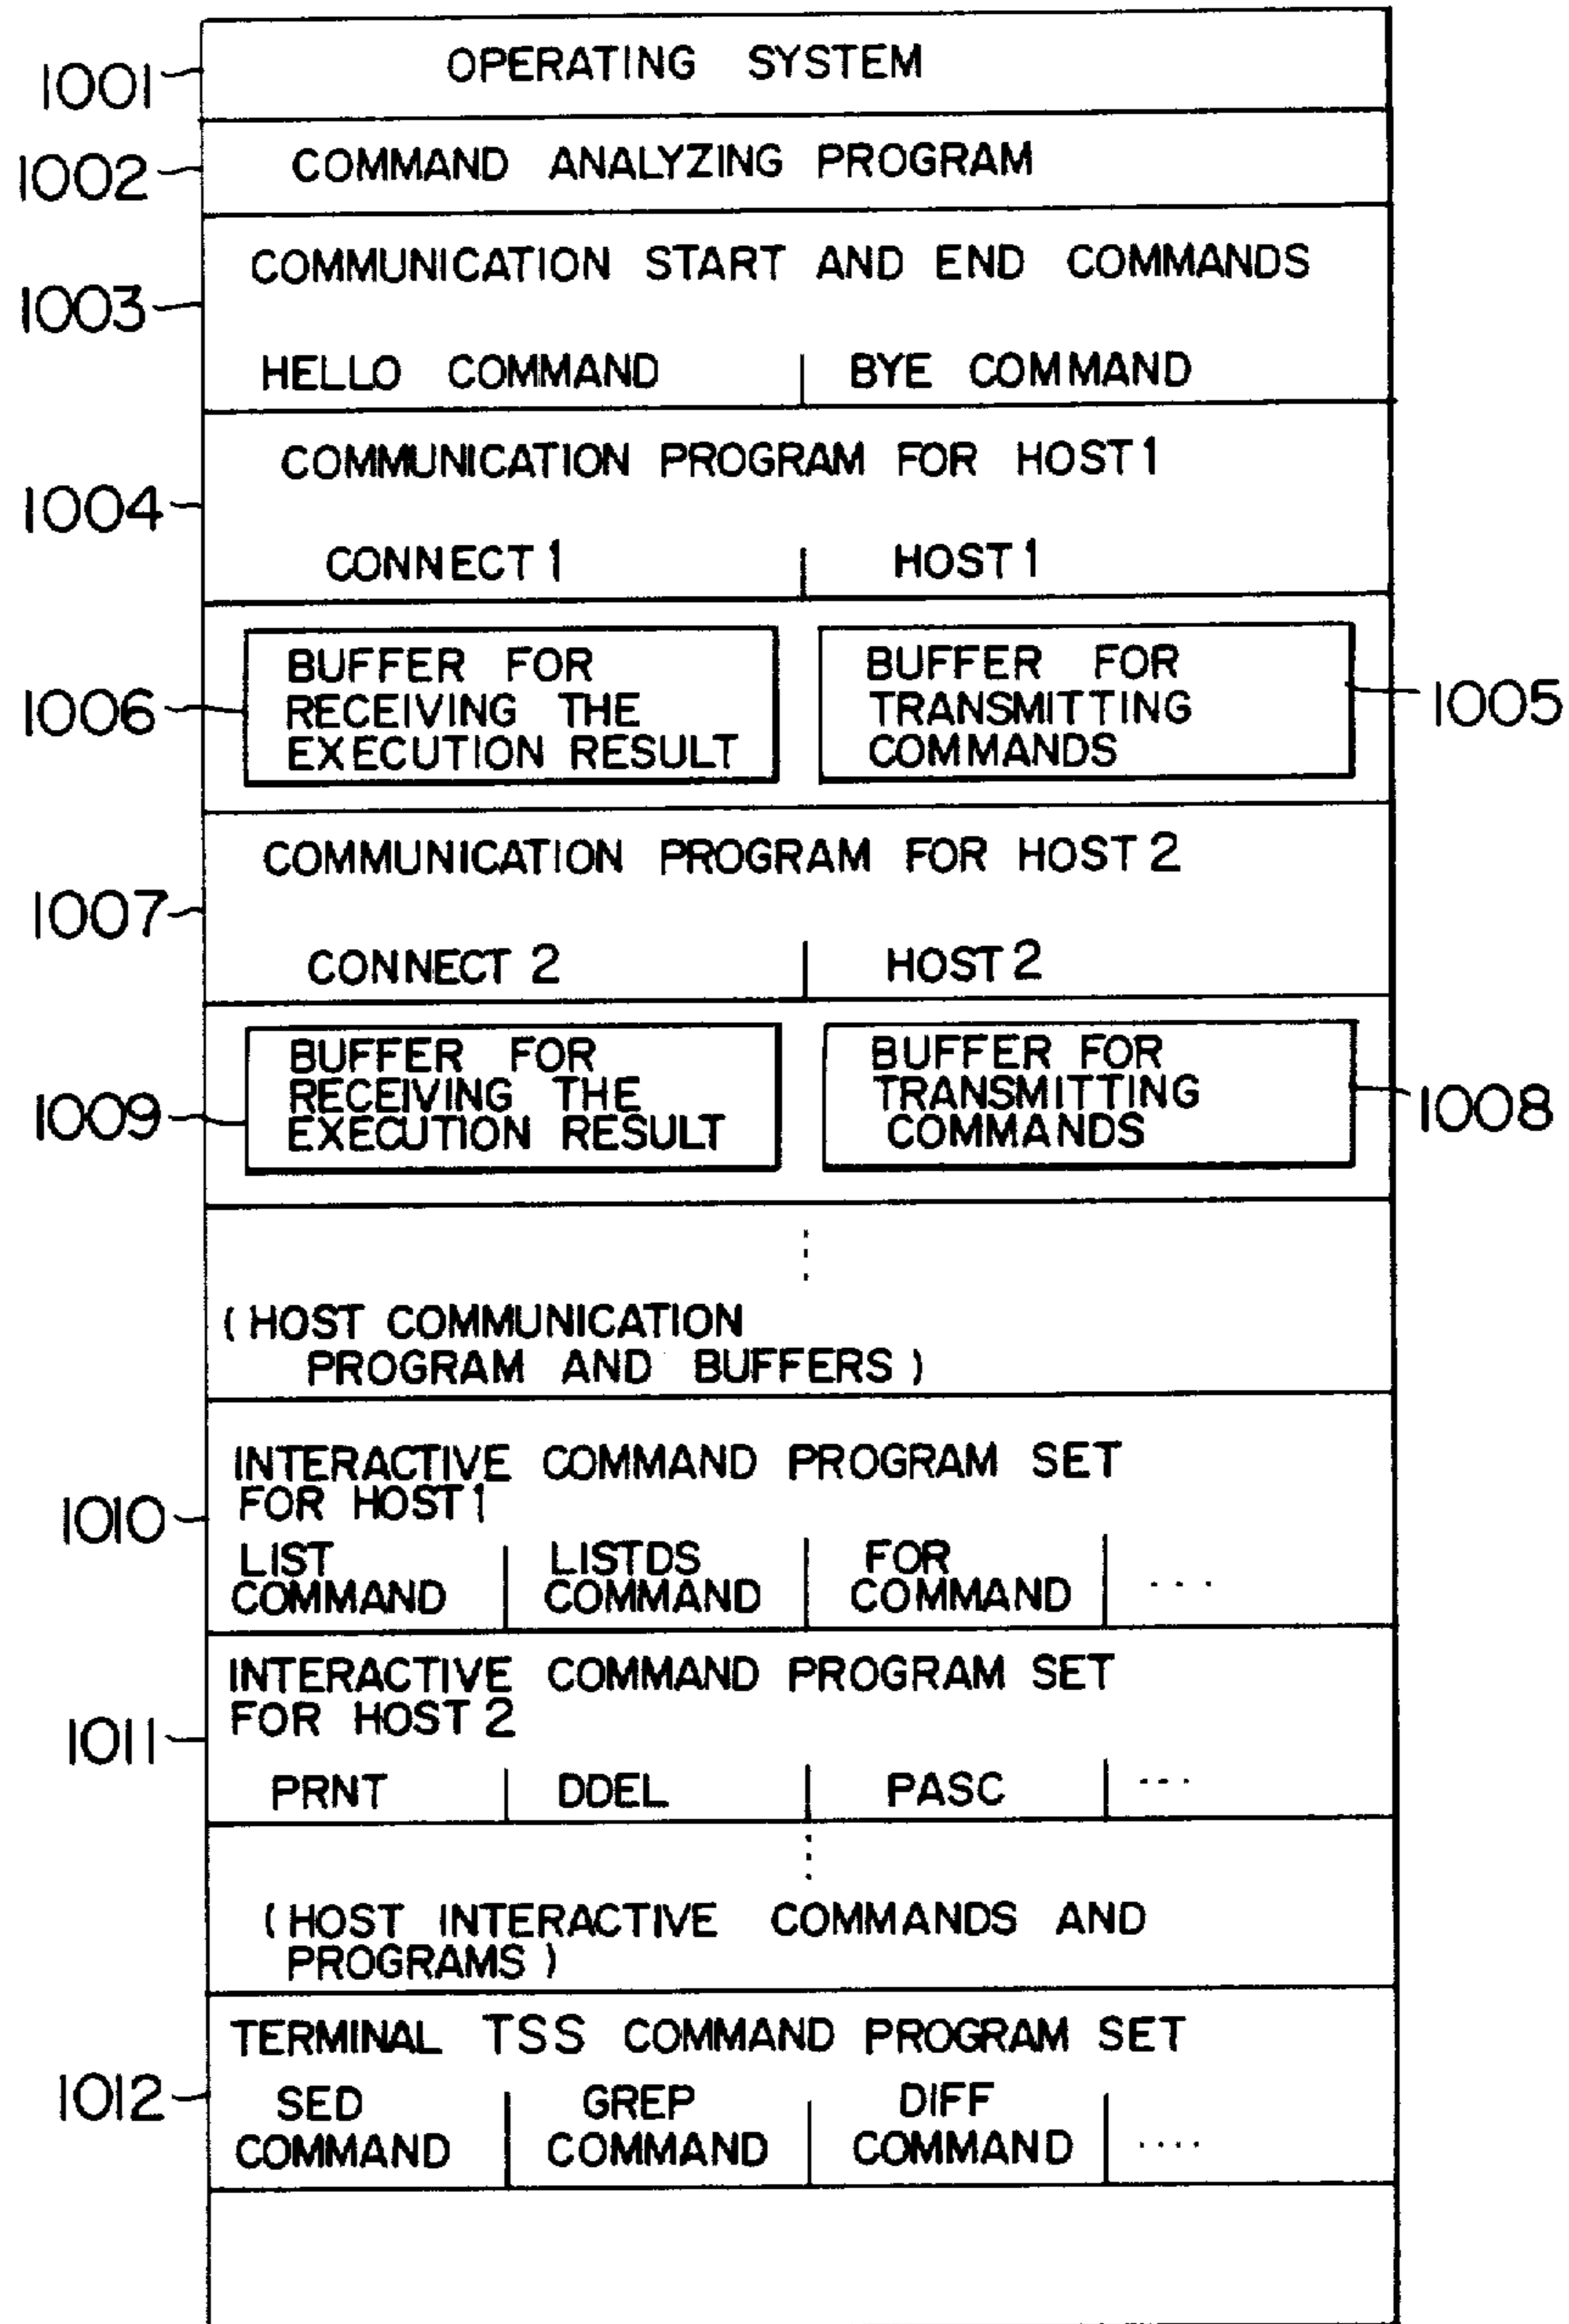 1001
OPERATING SYSTEM
1002
COMMAND ANALYZING PROGRAM
1003
COMMUNICATION START AND END COMMANDS
HELLO COMMAND | BYE COMMAND
1004
COMMUNICATION PROGRAM FOR HOST 1
CONNECT 1 | HOST 1
1006
BUFFER FOR
RECEIVING THE
EXECUTION RESULT
BUFFER FOR
TRANSMITTING
COMMANDS
1005
1007
COMMUNICATION PROGRAM FOR HOST 2
CONNECT 2 | HOST 2
1009
BUFFER FOR
RECEIVING THE
EXECUTION RESULT
BUFFER FOR
TRANSMITTING
COMMANDS
1008
(HOST COMMUNICATION
PROGRAM AND BUFFERS)
1010
INTERACTIVE COMMAND PROGRAM SET
FOR HOST 1
LIST
COMMAND
LISTDS
COMMAND
FOR
COMMAND
...
1011
INTERACTIVE COMMAND PROGRAM SET
FOR HOST 2
PRNT | DDEL | PASC | ...
(HOST INTERACTIVE COMMANDS AND
PROGRAMS)
1012
TERMINAL TSS COMMAND PROGRAM SET
SED
COMMAND
GREP
COMMAND
DIFF
COMMAND
....